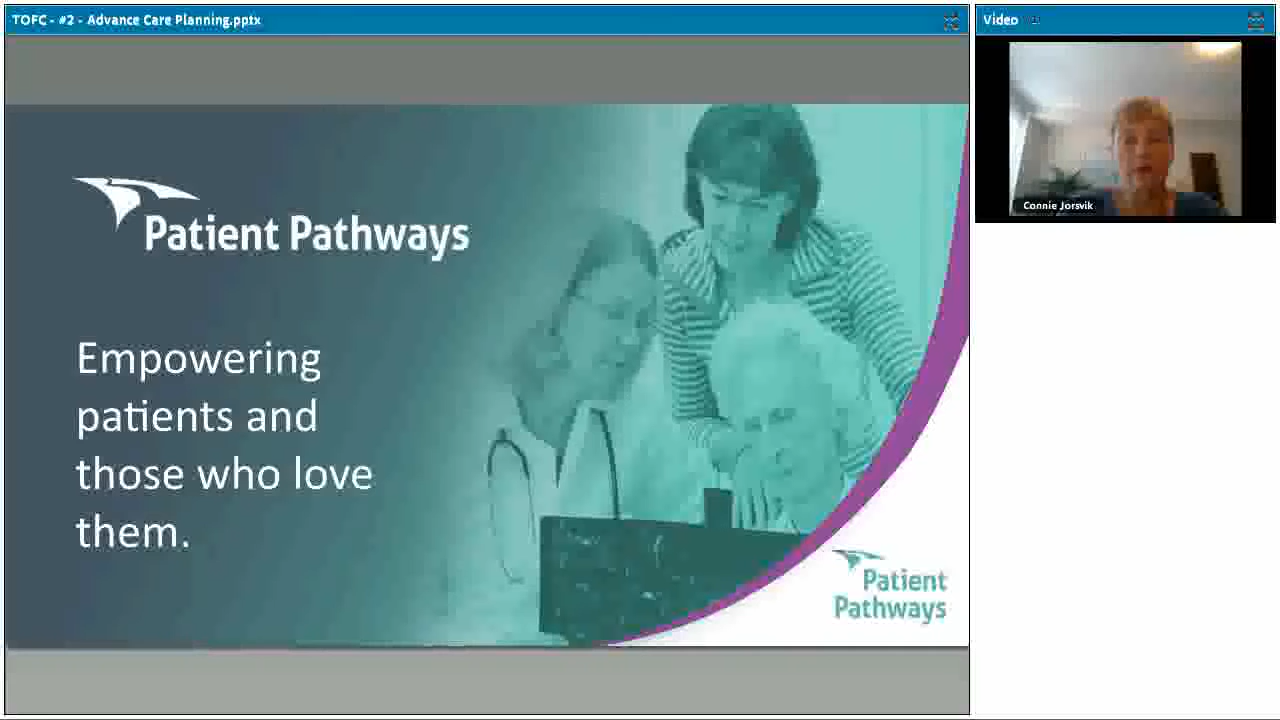 TOFC - #2 - Advance Care Planning.pptx
Video
Connie Jorsvik
Patient Pathways
Empowering
patients and
those who love
them.
Patient
Pathways